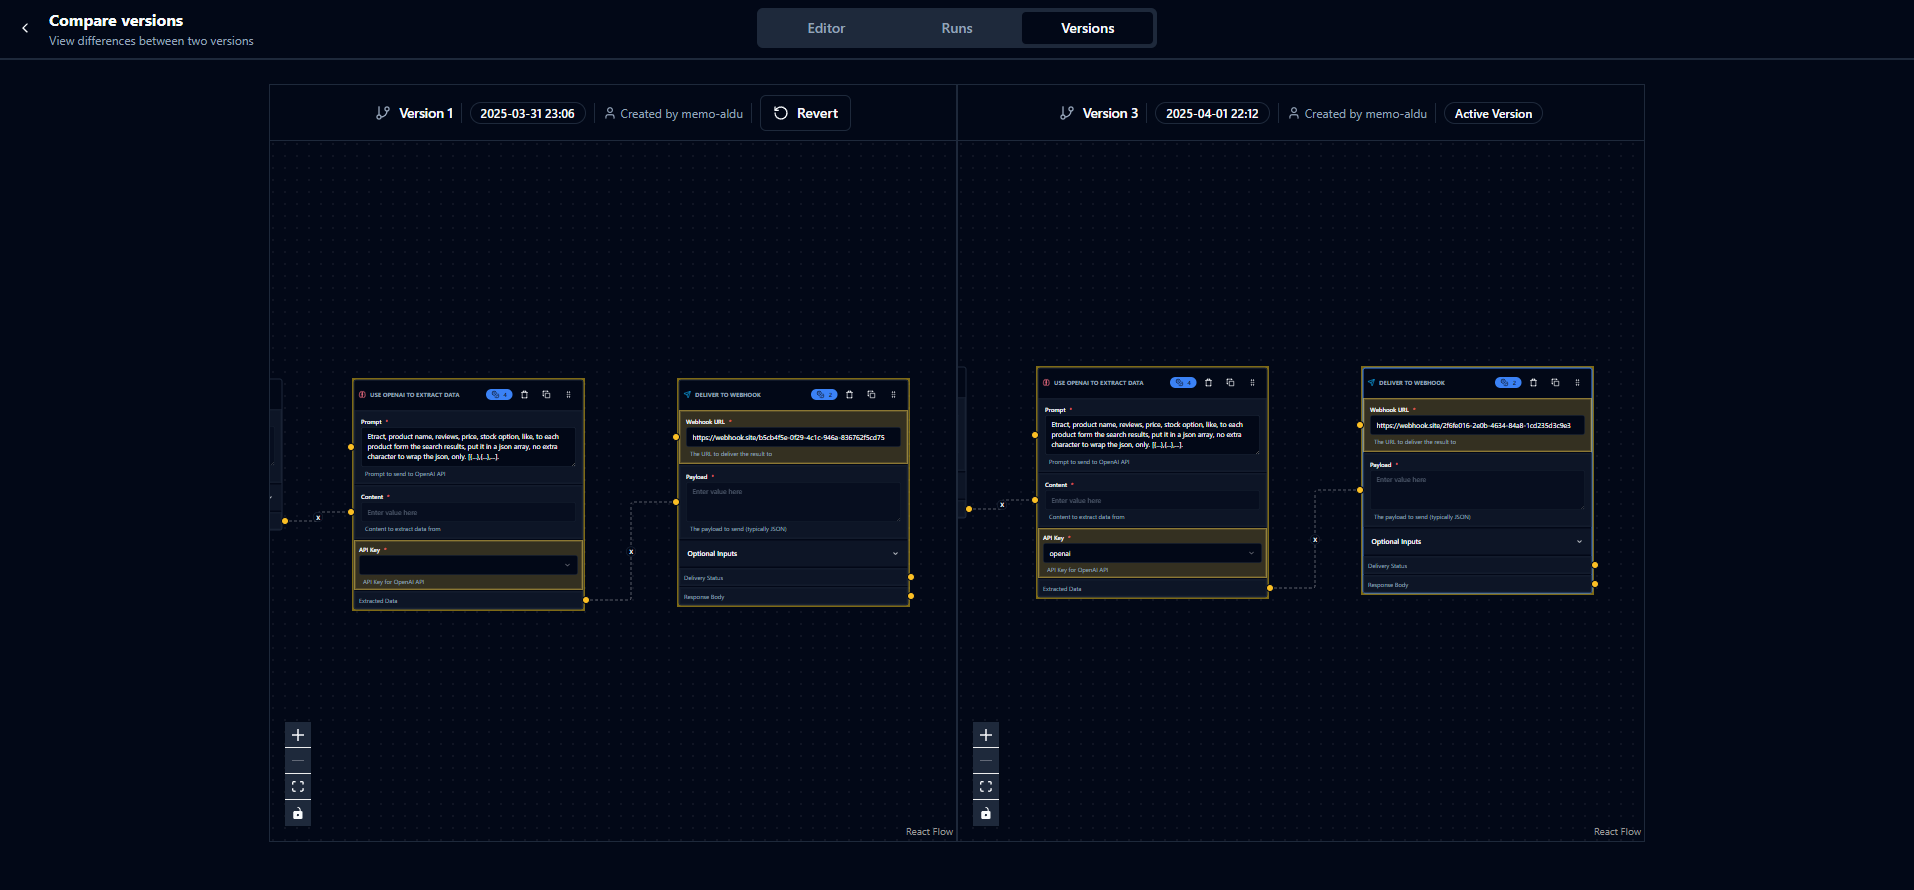 Compare versions
View differences between two versions
Editor
Runs
Versions
Version 1
2025-03-31 23:06
Created by memo-aldu
Revert
USE OPENAI TO EXTRACT DATA
4
Prompt *
Etract, product name, reviews, price, stock option, like, to each
product form the search results, put it in a json array, no extra
character to wrap the json, only. [{...},{...},...].
Prompt to send to OpenAI API
Content *
Enter value here
Content to extract data from
API Key *
API Key for OpenAI API
Extracted Data
x
x
DELIVER TO WEBHOOK
2
Webhook URL *
https://webhook.site/b5cb4f5e-0f29-4c1c-946a-836762f5cd75
The URL to deliver the result to
Payload *
Enter value here
The payload to send (typically JSON)
Optional Inputs
Delivery Status
Response Body
React Flow
Version 3
2025-04-01 22:12
Created by memo-aldu
Active Version
USE OPENAI TO EXTRACT DATA
4
Prompt *
Etract, product name, reviews, price, stock option, like, to each
product form the search results, put it in a json array, no extra
character to wrap the json, only. [{...},{...},...].
Prompt to send to OpenAI API
Content *
Enter value here
Content to extract data from
API Key *
openai
API Key for OpenAI API
Extracted Data
x
x
DELIVER TO WEBHOOK
2
Webhook URL *
https://webhook.site/2f6fe016-2e0b-4634-84a8-1cd235d3c9e3
The URL to deliver the result to
Payload *
Enter value here
The payload to send (typically JSON)
Optional Inputs
Delivery Status
Response Body
React Flow